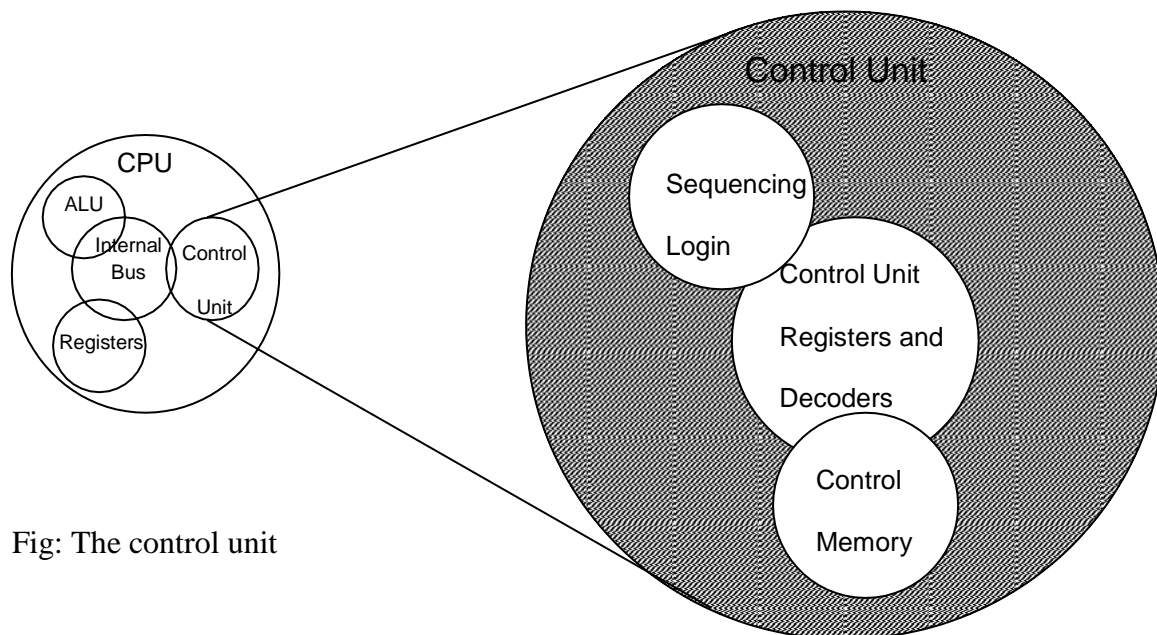 Control Unit
CPU
ALU
Internal
Bus
Control
Unit
Registers
Sequencing
Login
Control Unit
Registers and
Decoders
Control
Memory
Fig: The control unit